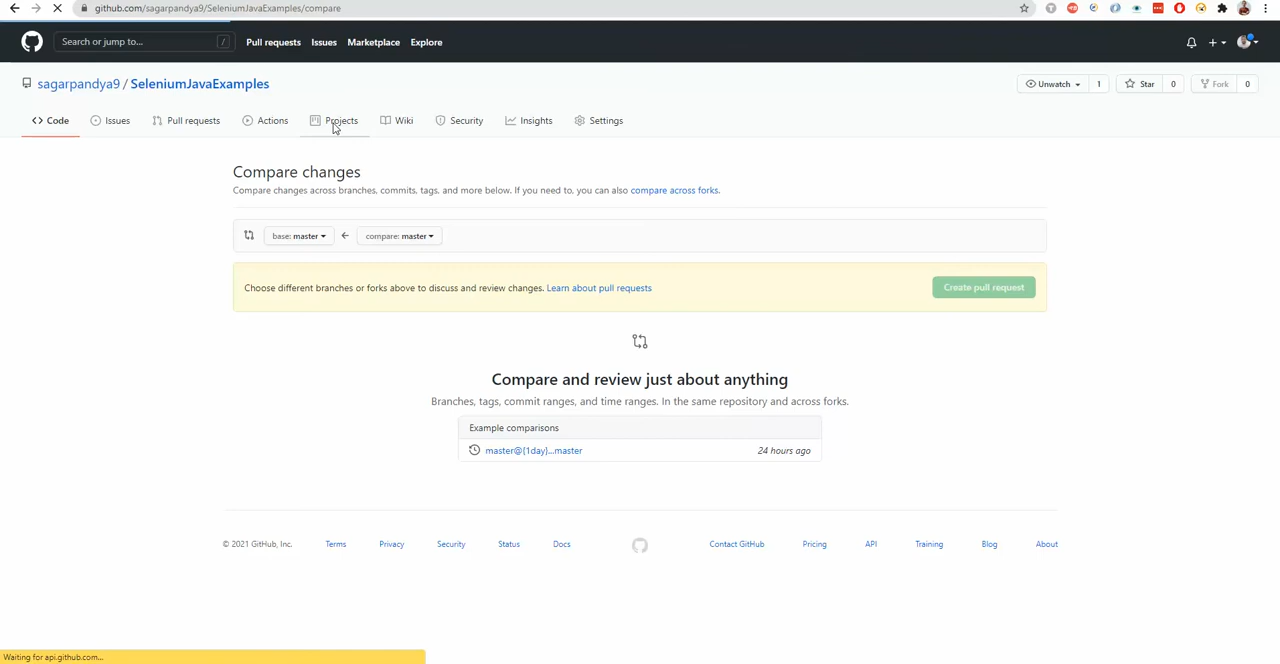 github.com/sagarpandya9/SeleniumJavaExamples/compare
Search or jump to... / Pull requests Issues Marketplace Explore
sagarpandya9 / SeleniumJavaExamples Unwatch 1 Star 0 Fork 0
Code Issues Pull requests Actions Projects Wiki Security Insights Settings
Compare changes
Compare changes across branches, commits, tags, and more below. If you need to, you can also compare across forks.
base: master compare: master
Choose different branches or forks above to discuss and review changes. Learn about pull requests Create pull request
Compare and review just about anything
Branches, tags, commit ranges, and time ranges. In the same repository and across forks.
Example comparisons
master@{1day}...master 24 hours ago
© 2021 GitHub, Inc. Terms Privacy Security Status Docs Contact GitHub Pricing API Training Blog About
Waiting for api.github.com...